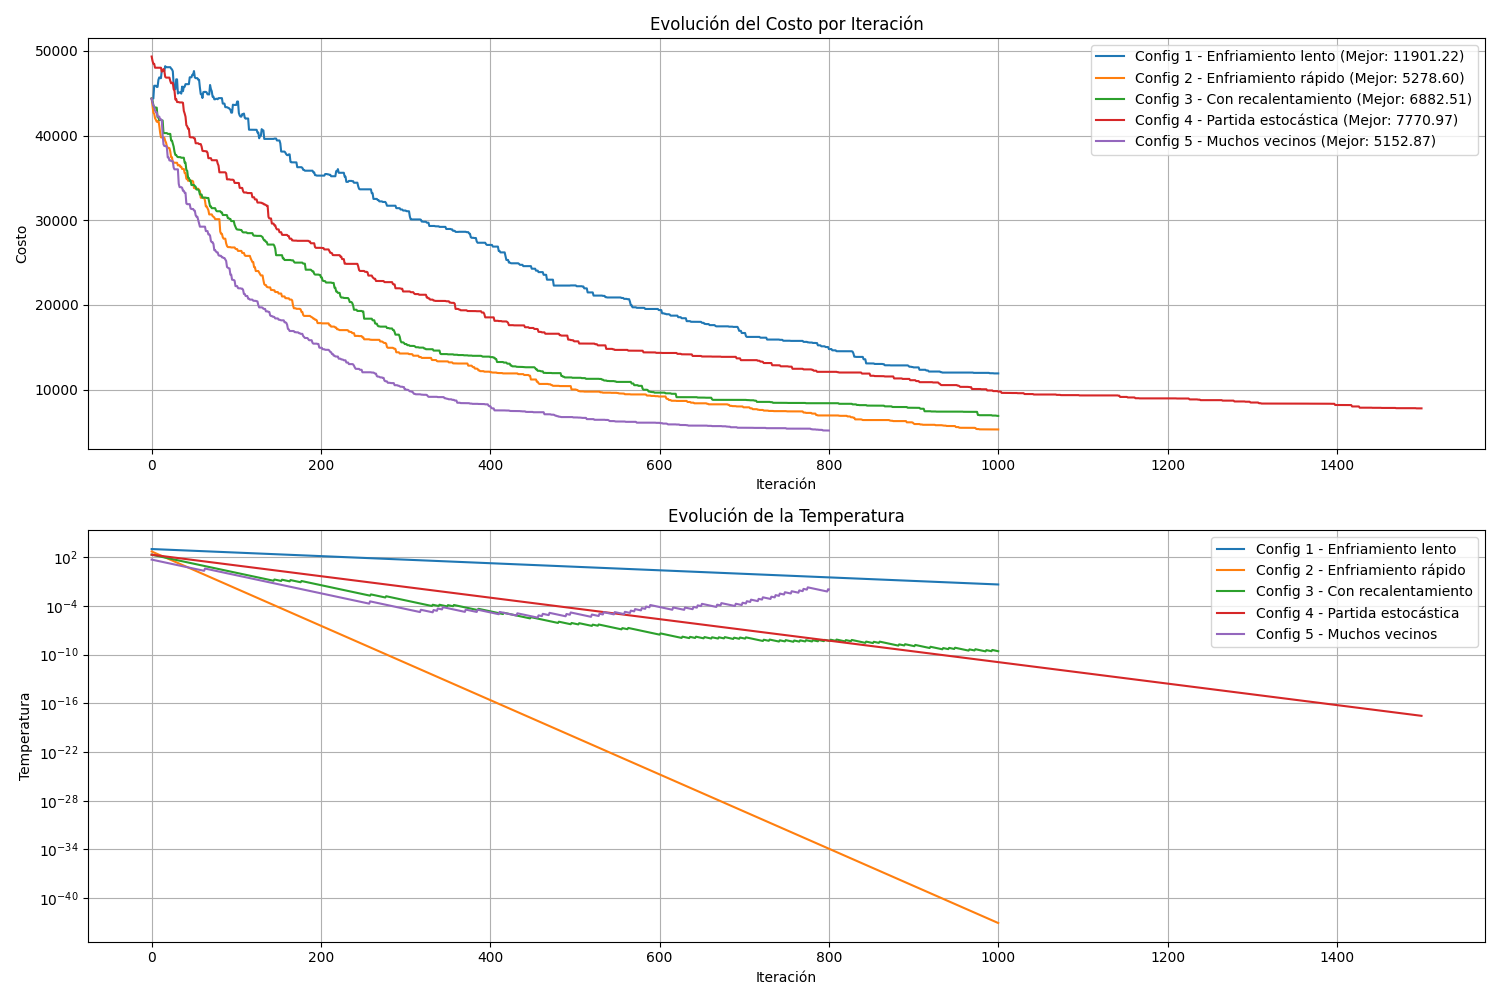 Evolución del Costo por Iteración
50000
40000
30000
20000
10000
Costo
Config 1 - Enfriamiento lento (Mejor: 11901.22)
Config 2 - Enfriamiento rápido (Mejor: 5278.60)
Config 3 - Con recalentamiento (Mejor: 6882.51)
Config 4 - Partida estocástica (Mejor: 7770.97)
Config 5 - Muchos vecinos (Mejor: 5152.87)
0 200 400 600 800 1000 1200 1400
Iteración
Evolución de la Temperatura
10²
10⁻⁴
10⁻¹⁰
10⁻¹⁶
10⁻²²
10⁻²⁸
10⁻³⁴
10⁻⁴⁰
Temperatura
Config 1 - Enfriamiento lento
Config 2 - Enfriamiento rápido
Config 3 - Con recalentamiento
Config 4 - Partida estocástica
Config 5 - Muchos vecinos
0 200 400 600 800 1000 1200 1400
Iteración